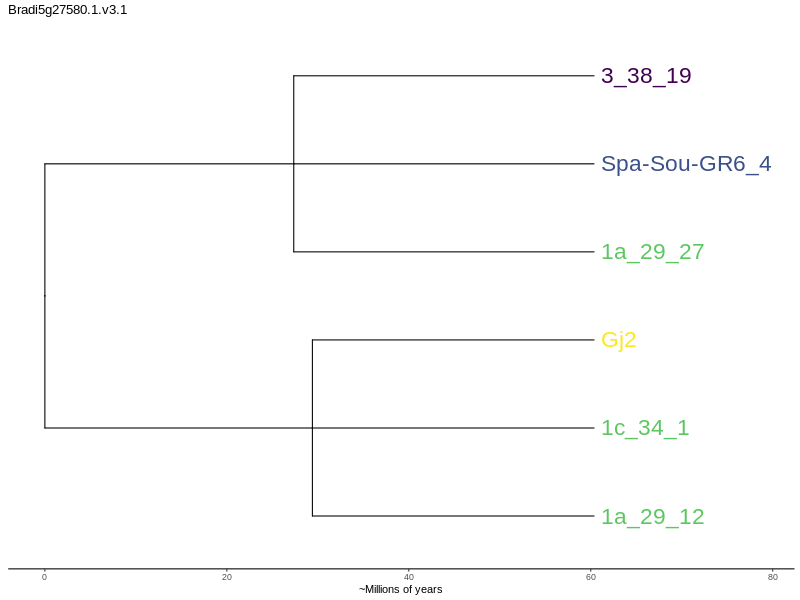 Bradi5g27580.1.v3.1
3_38_19
Spa-Sou-GR6_4
1a_29_27
Gj2
1c_34_1
1a_29_12
0 20 40 60 80
~Millions of years